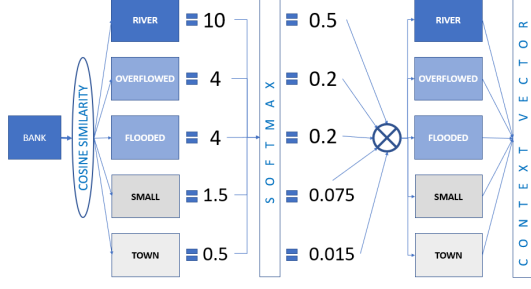 BANK
COSINE SIMILARITY
RIVER = 10
OVERFLOWED = 4
FLOODED = 4
SMALL = 1.5
TOWN = 0.5
SOFTMAX
= 0.5
= 0.2
= 0.2
= 0.075
= 0.015
RIVER
OVERFLOWED
FLOODED
SMALL
TOWN
CONTEXT VECTOR